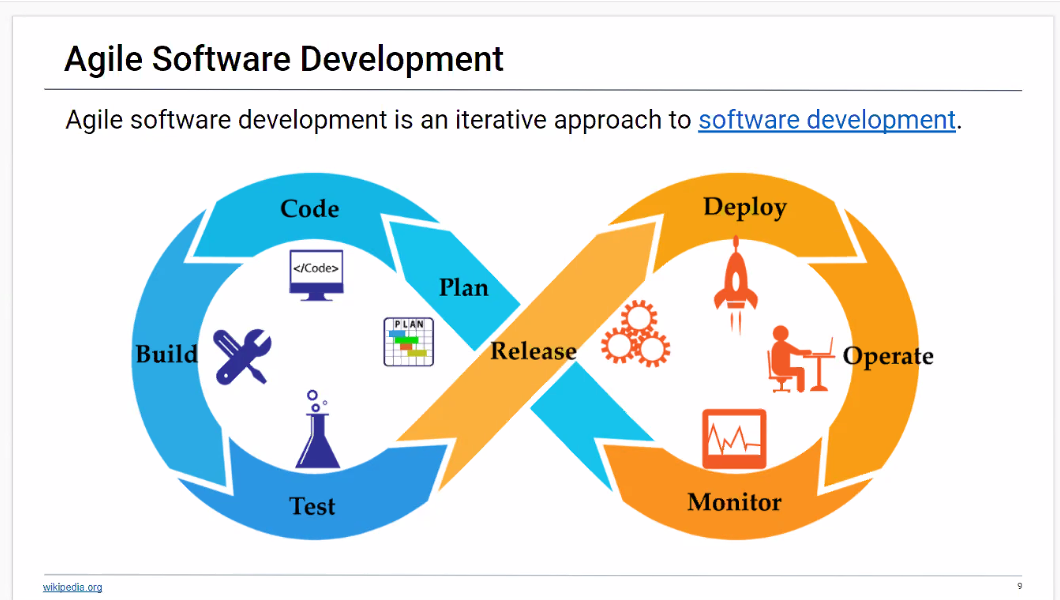 Agile Software Development
Agile software development is an iterative approach to software development.
Code
Deploy
</Code>
Plan
PLAN
Build
Release
Operate
Test
Monitor
wikipedia.org
9